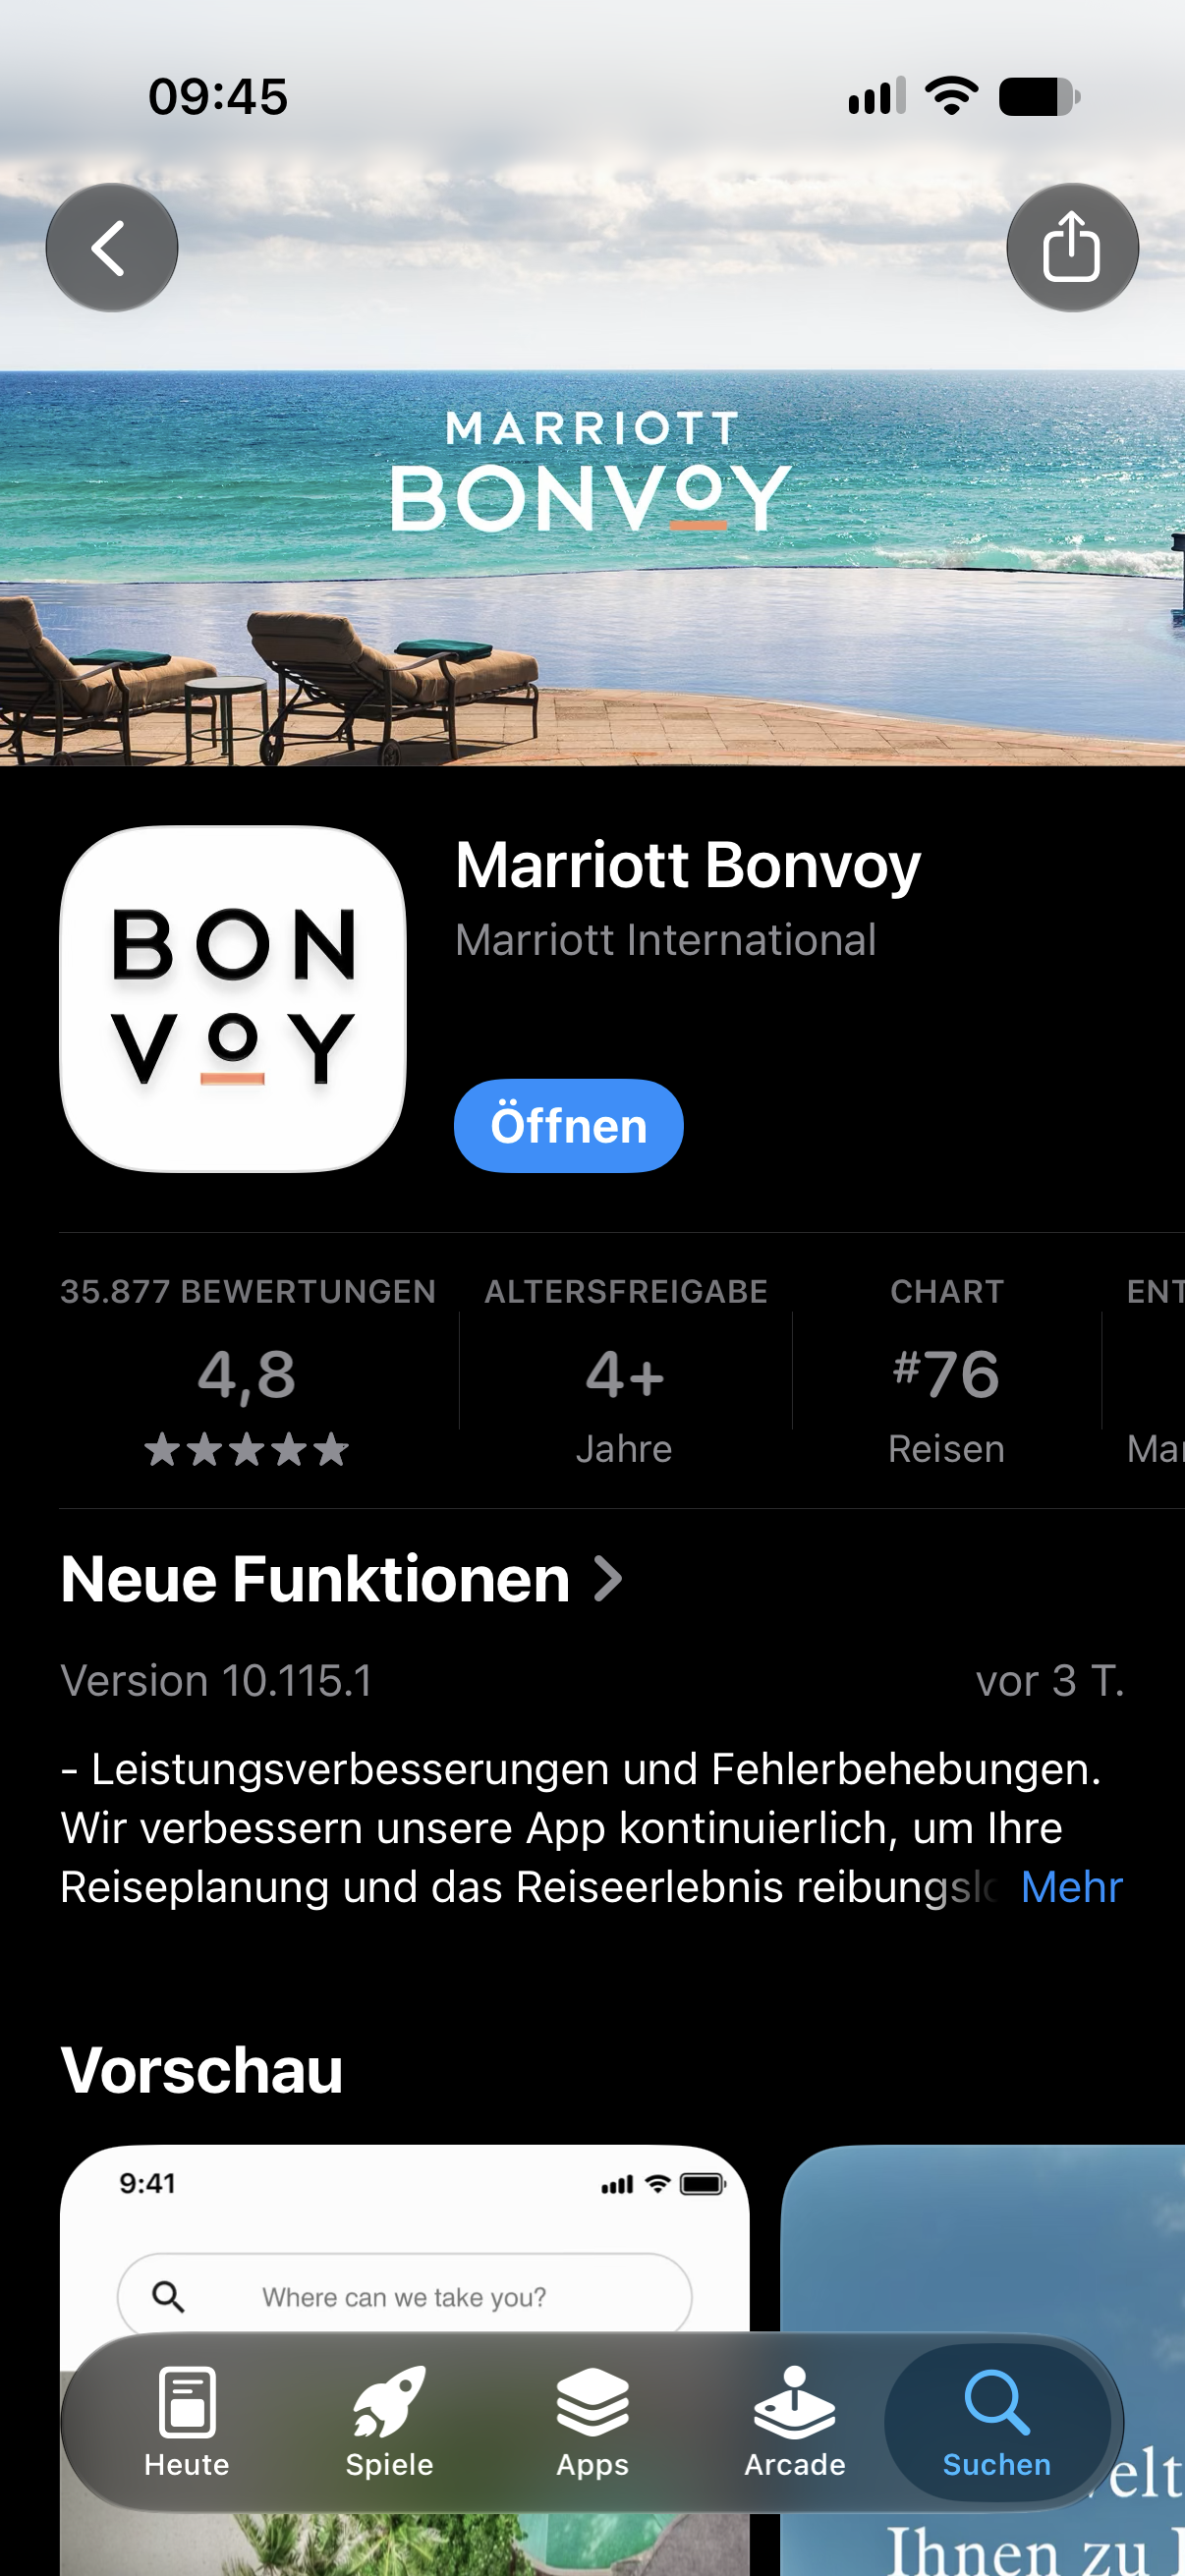 09:45
MARRIOTT
BONVOY
BON
VOY
Marriott Bonvoy
Marriott International
Öffnen
35.877 BEWERTUNGEN
4,8
★★★★★
ALTERSFREIGABE
4+
Jahre
CHART
#76
Reisen
Neue Funktionen
Version 10.115.1
vor 3 T.
- Leistungsverbesserungen und Fehlerbehebungen.
Wir verbessern unsere App kontinuierlich, um Ihre
Reiseplanung und das Reiseerlebnis
Mehr
Vorschau
9:41
Where can we take you?
Heute
Spiele
Apps
Arcade
Suchen
Ihnen zu